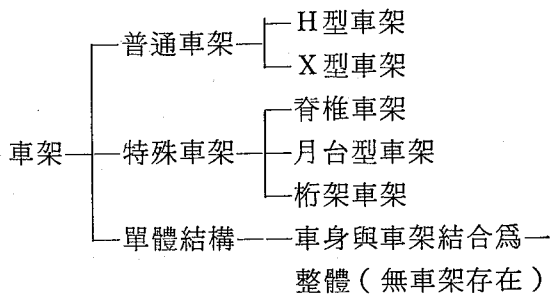 車架
普通車架
H型車架
X型車架
特殊車架
脊椎車架
月台型車架
桁架車架
單體結構
車身與車架結合爲一
整體(無車架存在)